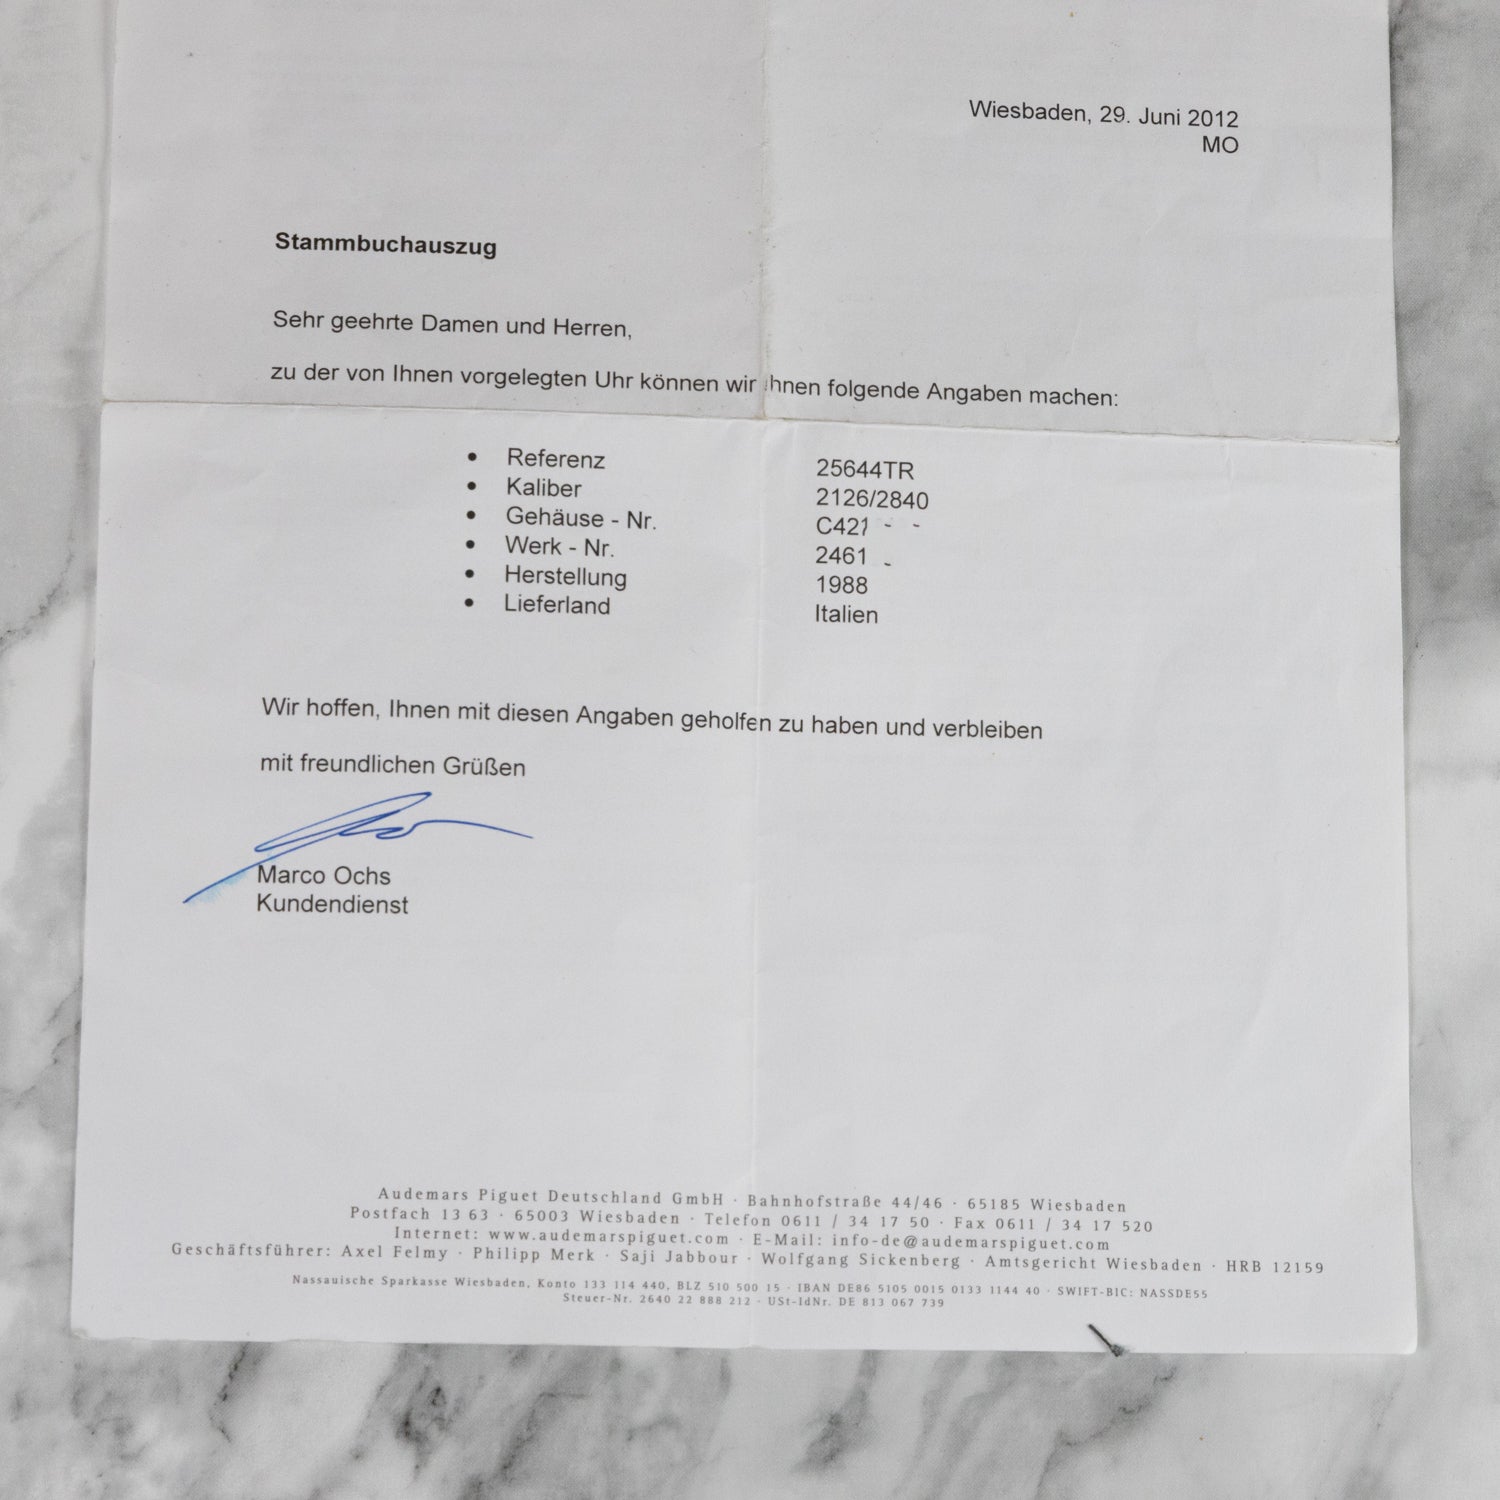 Wiesbaden, 29. Juni 2012
MO
Stammbuchauszug
Sehr geehrte Damen und Herren,
zu der von Ihnen vorgelegten Uhr können wir Ihnen folgende Angaben machen:
• Referenz 25644TR
• Kaliber 2126/2840
• Gehäuse - Nr. C421
• Werk - Nr. 2461
• Herstellung 1988
• Lieferland Italien
Wir hoffen, Ihnen mit diesen Angaben geholfen zu haben und verbleiben
mit freundlichen Grüßen
Marco Ochs
Kundendienst
Audemars Piguet Deutschland GmbH · Bahnhofstraße 44/46 · 65185 Wiesbaden
Postfach 13 63 · 65003 Wiesbaden · Telefon 0611 / 34 17 50 · Fax 0611 / 34 17 520
Internet: www.audemarspiguet.com · E-Mail: info-de@audemarspiguet.com
Geschäftsführer: Axel Felmy · Philipp Merk · Saji Jabbour · Wolfgang Sickenberg · Amtsgericht Wiesbaden · HRB 12159
Nassauische Sparkasse Wiesbaden, Konto 133 114 440, BLZ 510 500 15 · IBAN DE86 5105 0015 0133 1144 40 · SWIFT-BIC: NASSDE55
Steuer-Nr. 2640 22 888 212 · USt-IdNr. DE 813 067 739